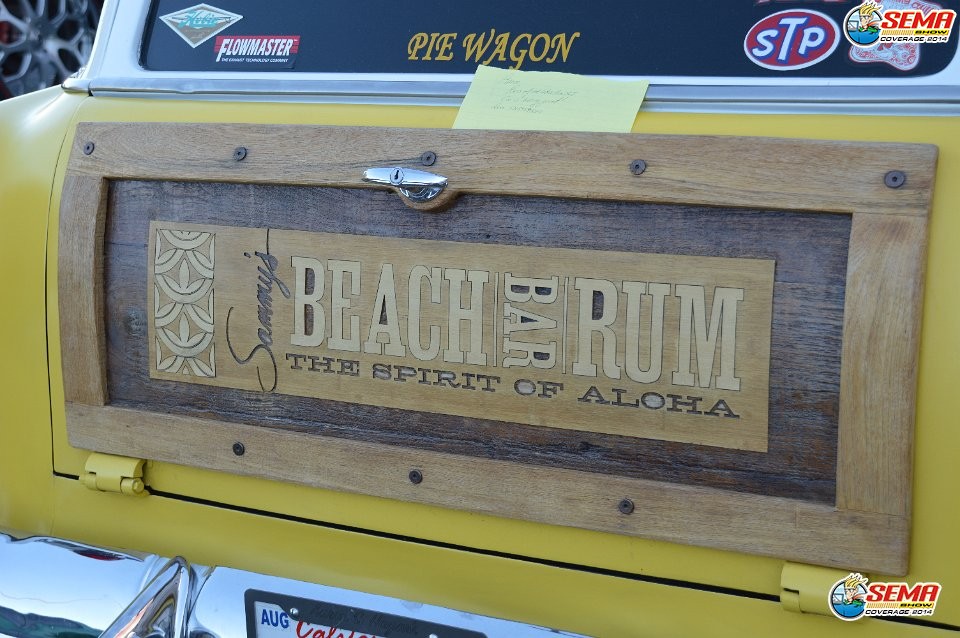 FLOWMASTER
PIE WAGON
STP
SEMA
SHOW
COVERAGE 2014
Sammy's
BEACH BAR RUM
THE SPIRIT OF ALOHA
SEMA
SHOW
COVERAGE 2014
AUG